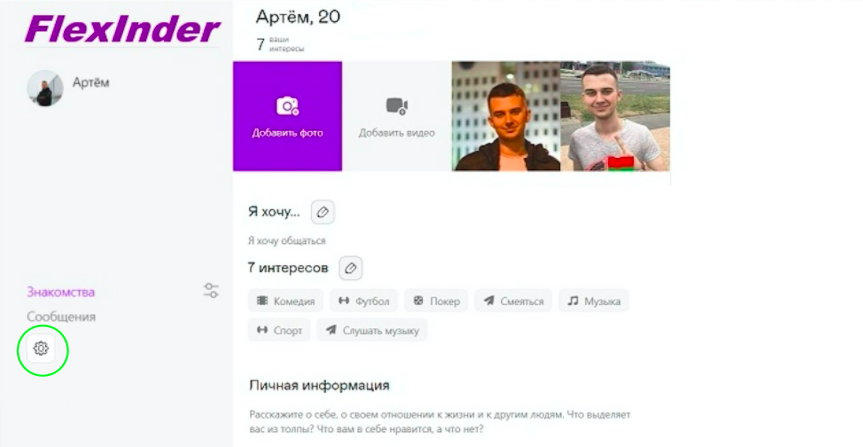 FlexInder
Артём
Знакомства
Сообщения
Артём, 20
7 ваши
интересы
Добавить фото
Добавить видео
Я хочу...
Я хочу общаться
7 интересов
Комедия Футбол Покер Смеяться Музыка
Спорт Слушать музыку
Личная информация
Расскажите о себе, о своем отношении к жизни и к другим людям. Что выделяет
вас из толпы? Что вам в себе нравится, а что нет?